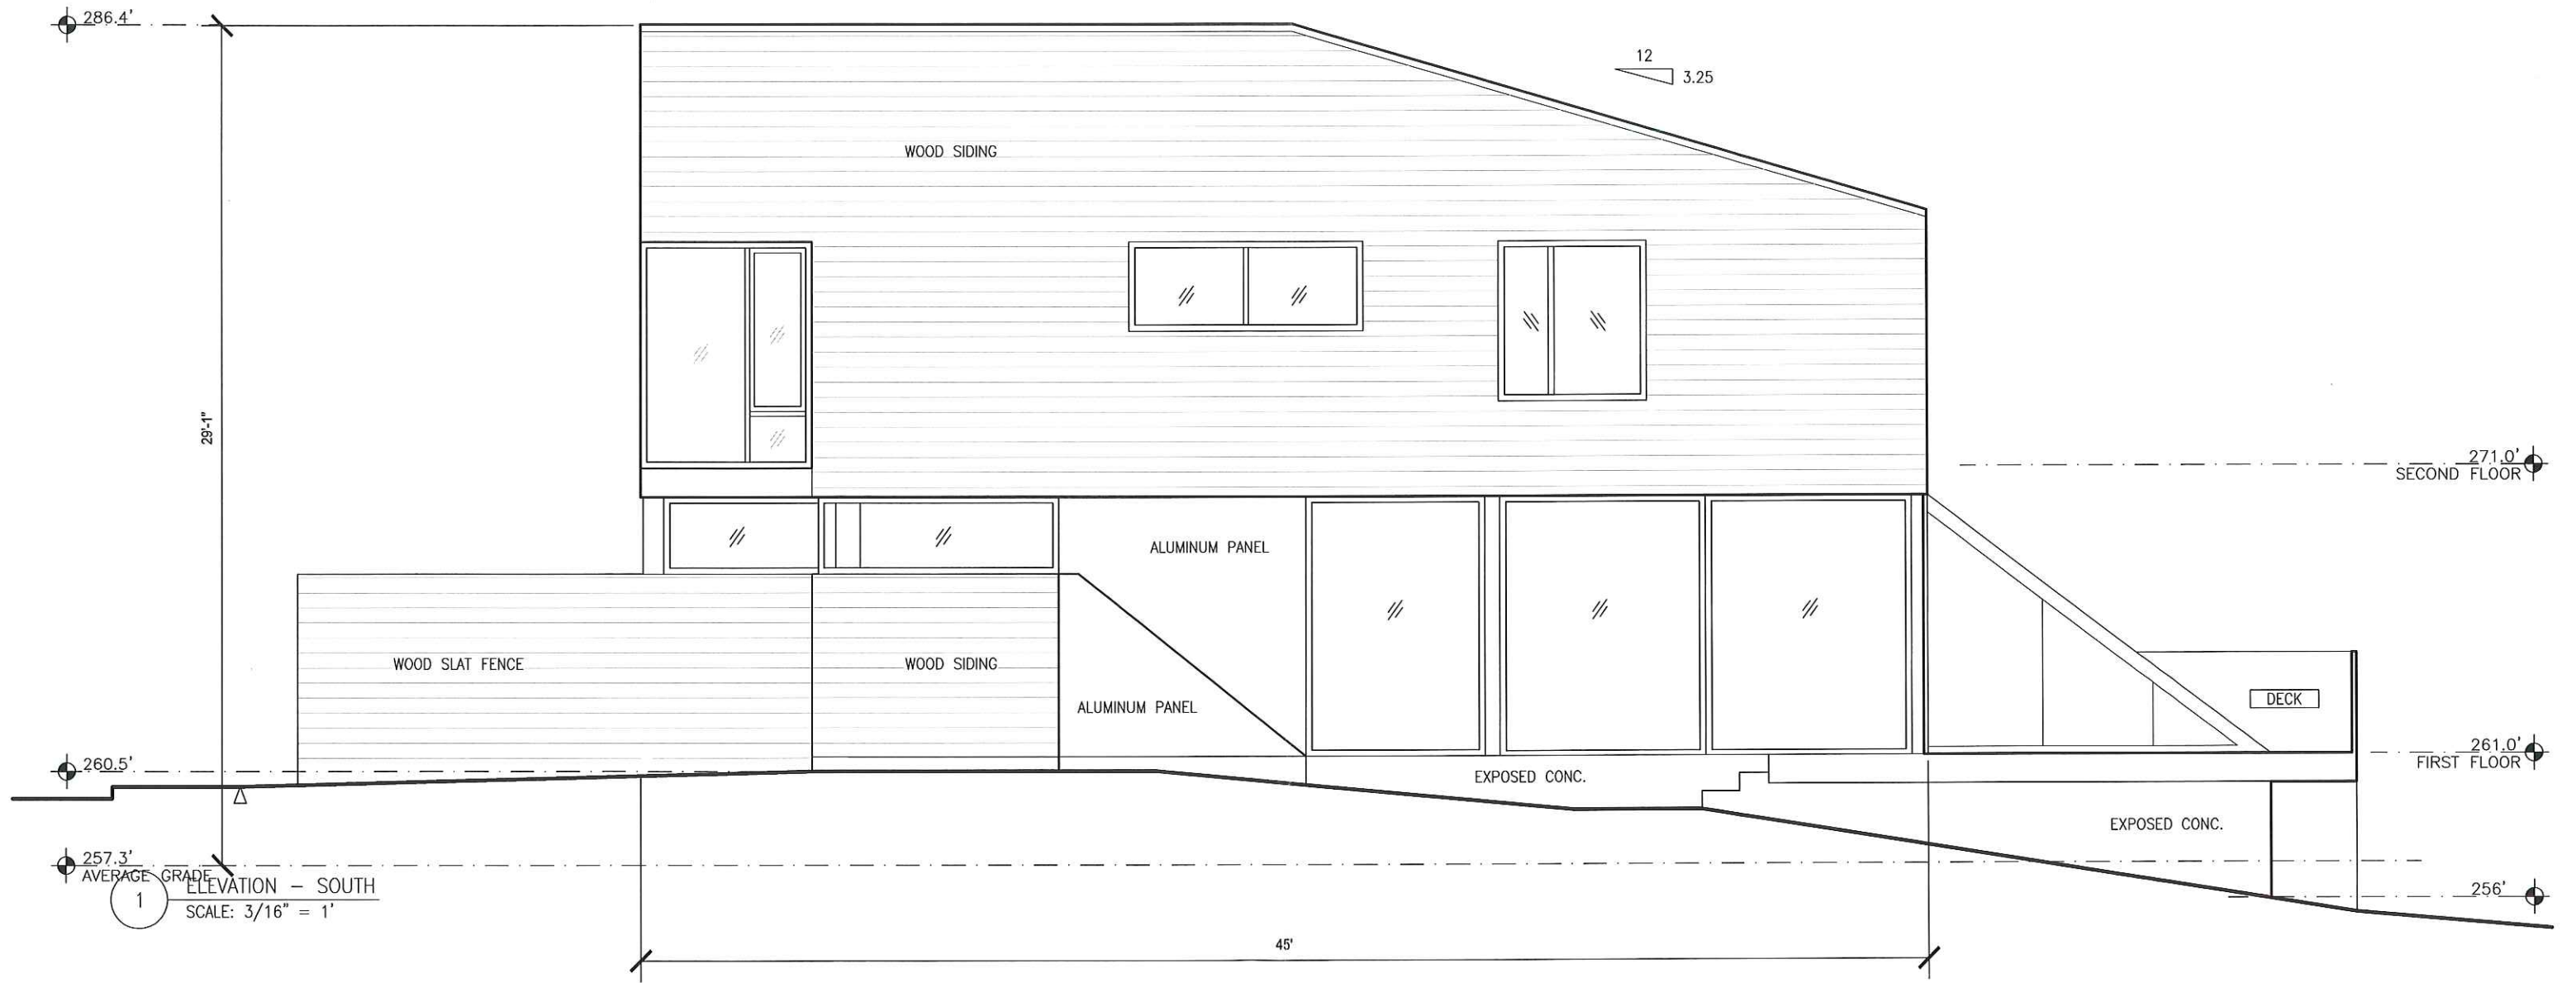 286.4'
12
3.25
WOOD SIDING
29'-1"
271.0'
SECOND FLOOR
ALUMINUM PANEL
WOOD SLAT FENCE
WOOD SIDING
ALUMINUM PANEL
DECK
260.5'
261.0'
FIRST FLOOR
EXPOSED CONC.
EXPOSED CONC.
257.3'
AVERAGE GRADE
256'
1
ELEVATION – SOUTH
SCALE: 3/16" = 1'
45'